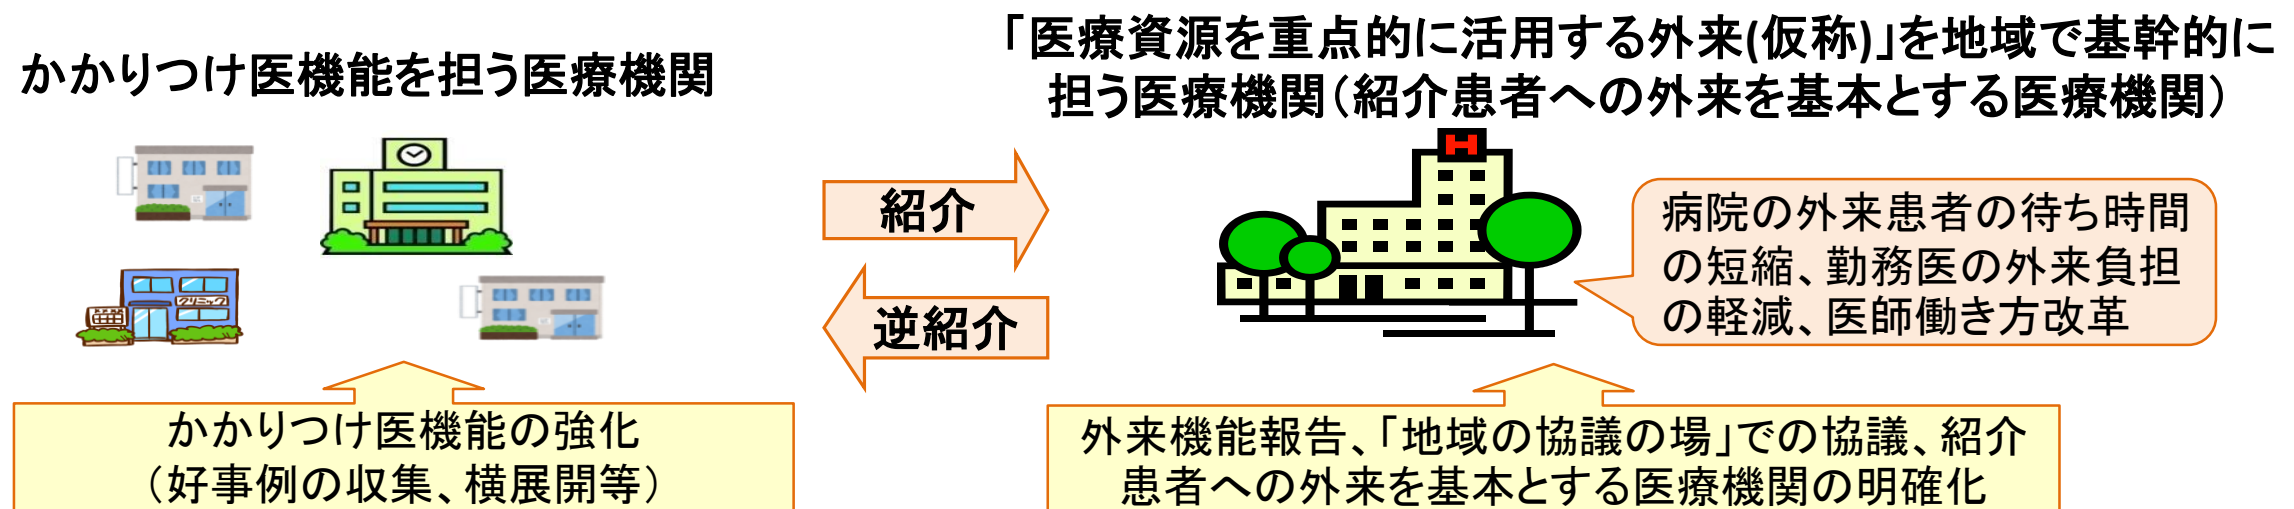 かかりつけ医機能を担う医療機関
「医療資源を重点的に活用する外来(仮称)」を地域で基幹的に
担う医療機関（紹介患者への外来を基本とする医療機関）
H
クリニック
紹介
逆紹介
病院の外来患者の待ち時間
の短縮、勤務医の外来負担
の軽減、医師働き方改革
かかりつけ医機能の強化
（好事例の収集、横展開等）
外来機能報告、「地域の協議の場」での協議、紹介
患者への外来を基本とする医療機関の明確化